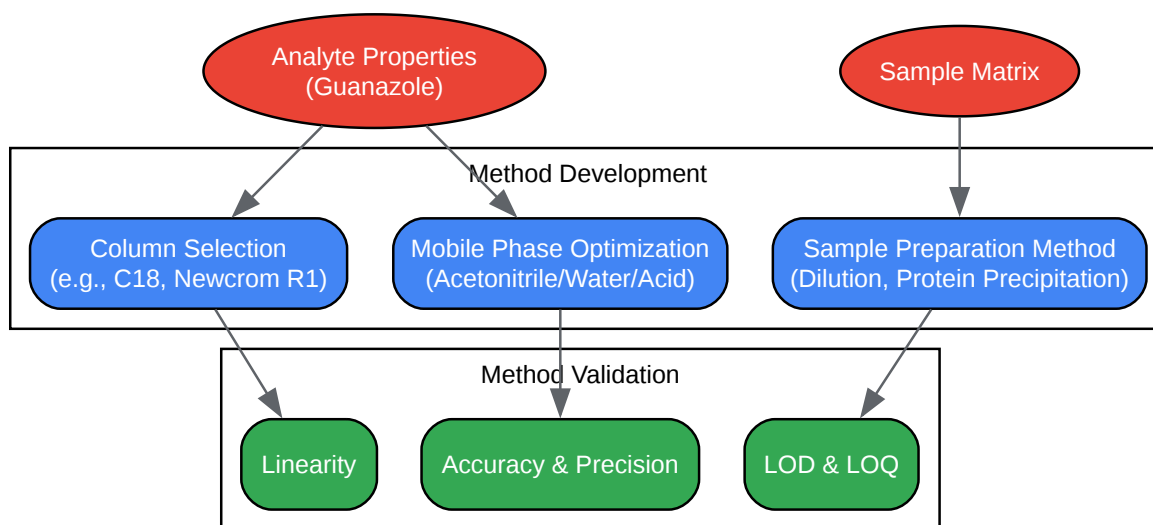 Analyte Properties
(Guanazole)
Sample Matrix
Method Development
Column Selection
(e.g., C18, Newcrom R1)
Mobile Phase Optimization
(Acetonitrile/Water/Acid)
Sample Preparation Method
(Dilution, Protein Precipitation)
Method Validation
Linearity
Accuracy & Precision
LOD & LOQ